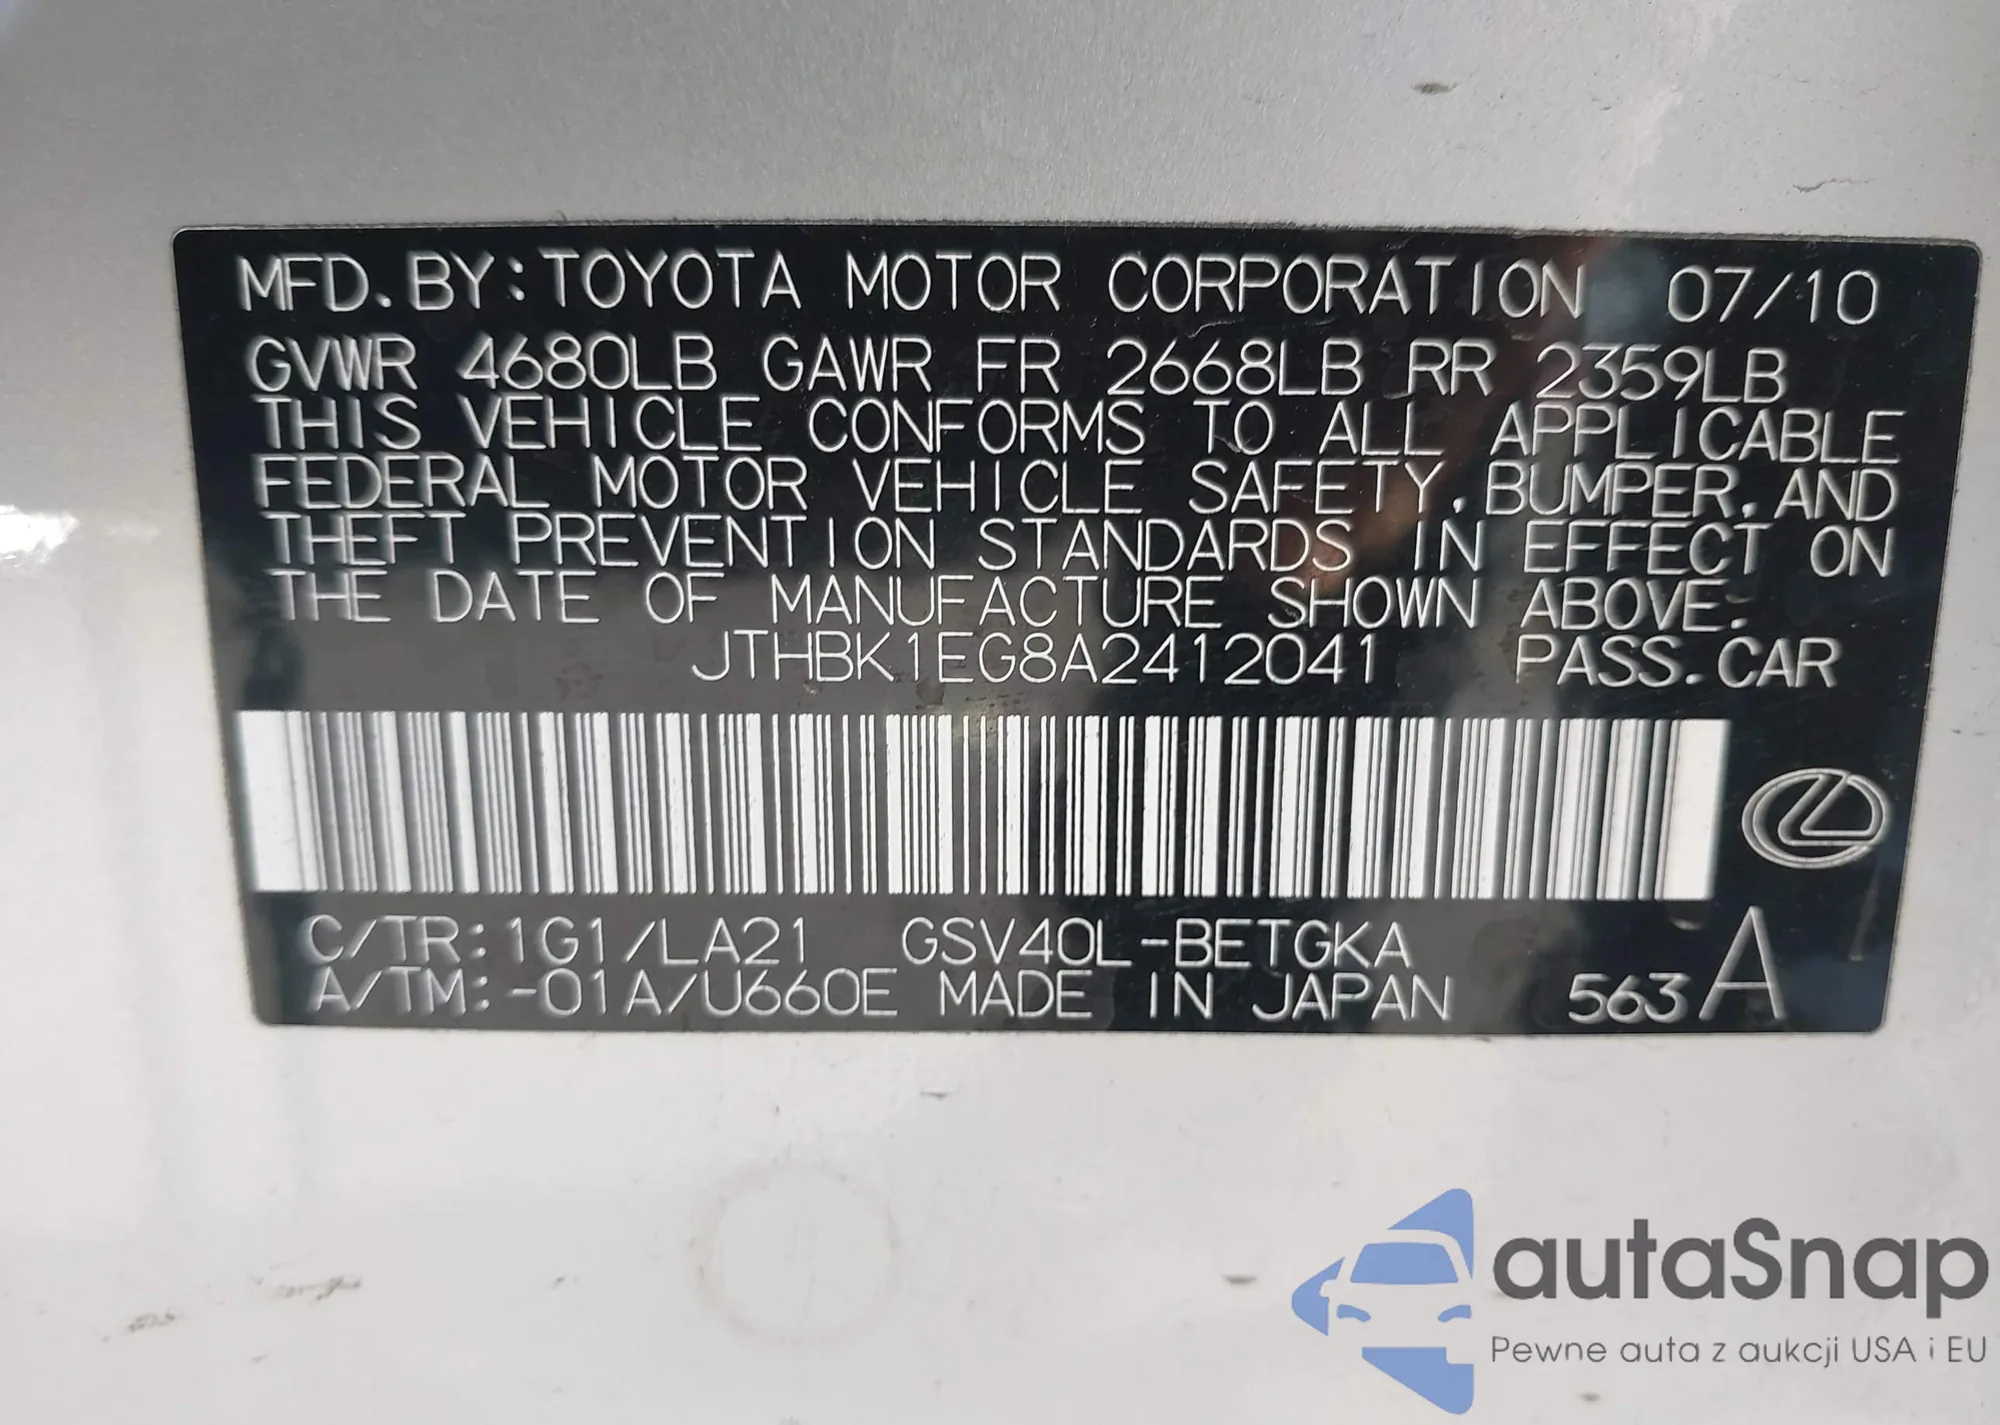 MFD. BY: TOYOTA MOTOR CORPORATION 07/10
GVWR 4680LB GAWR FR 2668LB RR 2359LB
THIS VEHICLE CONFORMS TO ALL APPLICABLE
FEDERAL MOTOR VEHICLE SAFETY, BUMPER, AND
THEFT PREVENTION STANDARDS IN EFFECT ON
THE DATE OF MANUFACTURE SHOWN ABOVE.
JTHBK1EG8A2412041 PASS. CAR
C/TR: 1G1/LA21 GSV40L-BETGKA
A/TM: -01A/U660E MADE IN JAPAN 563 A
autaSnap
Pewne auta z aukcji USA i EU